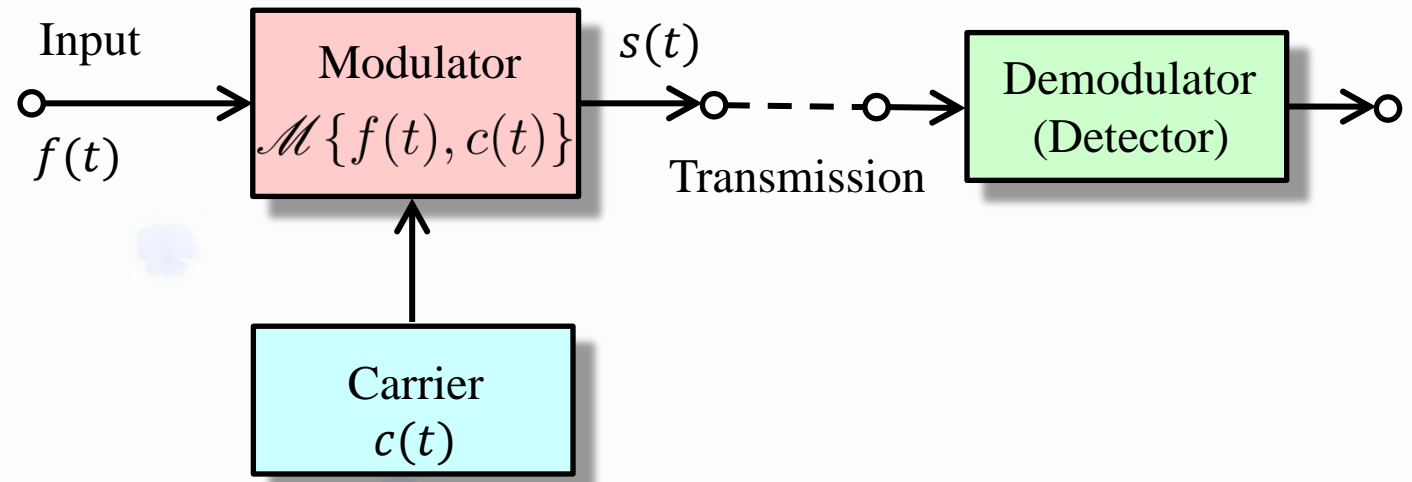 Input
f(t)
Modulator
ℳ{f(t), c(t)}
s(t)
Transmission
Demodulator
(Detector)
Carrier
c(t)